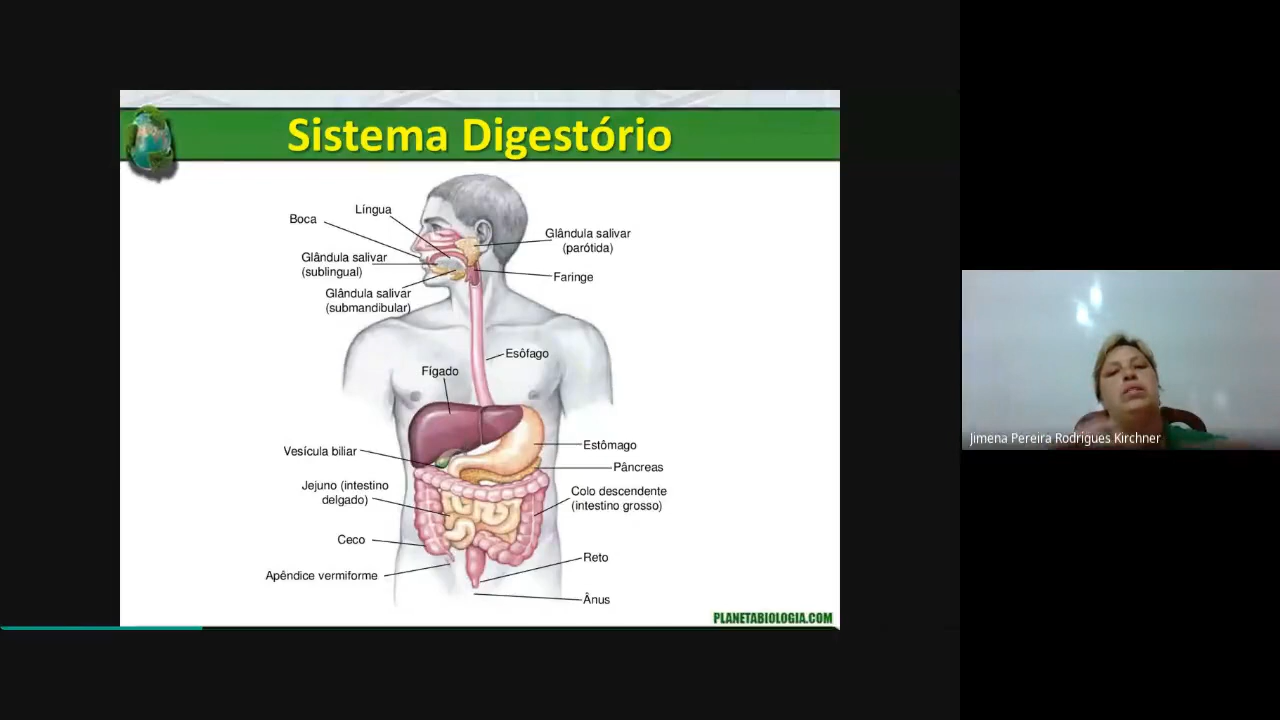 Sistema Digestório
Língua
Boca
Glândula salivar
(parótida)
Glândula salivar
(sublingual)
Faringe
Glândula salivar
(submandibular)
Esôfago
Fígado
Estômago
Vesícula biliar
Pâncreas
Jejuno (intestino
delgado)
Colo descendente
(intestino grosso)
Ceco
Reto
Apêndice vermiforme
Ânus
PLANETABIOLOGIA.COM
Jimena Pereira Rodrigues Kirchner